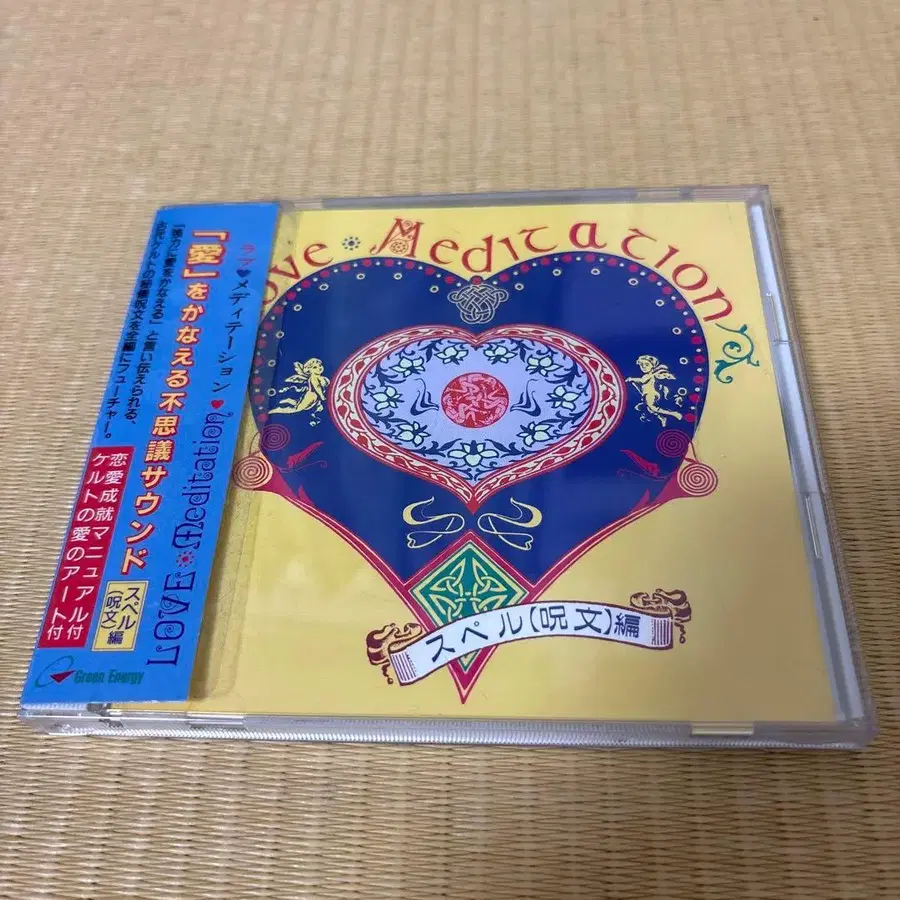 Love Meditation
スペル(呪文)編
ラブ♥メディテーション♥
「愛」をかなえる不思議サウンド
「強力に愛をかなえる」と言い伝えられる、
古代ケルトの秘儀呪文を全編にフューチャー。
LOVE Meditation
スペル
(呪文)編
恋愛成就マニュアル付
ケルトの愛のアート付
Green Energy